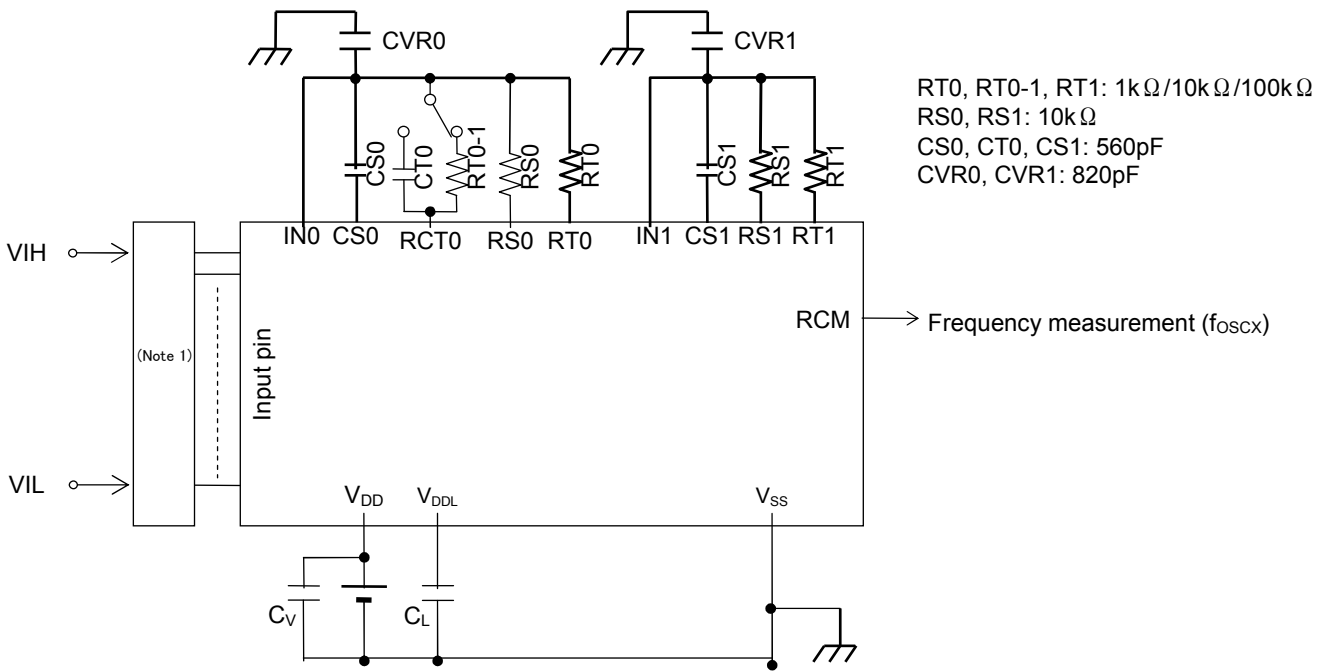 CVR0
CVR1
RT0, RT0-1, RT1: 1kΩ/10kΩ/100kΩ
RS0, RS1: 10kΩ
CS0, CT0, CS1: 560pF
CVR0, CVR1: 820pF
CS0
CT0
RT0-1
RS0
RT0
CS1
RS1
RT1
IN0
CS0
RCT0
RS0
RT0
IN1
CS1
RS1
RT1
VIH
(Note 1)
Input pin
RCM
Frequency measurement (fOSCX)
VIL
VDD
VDDL
VSS
CV
CL